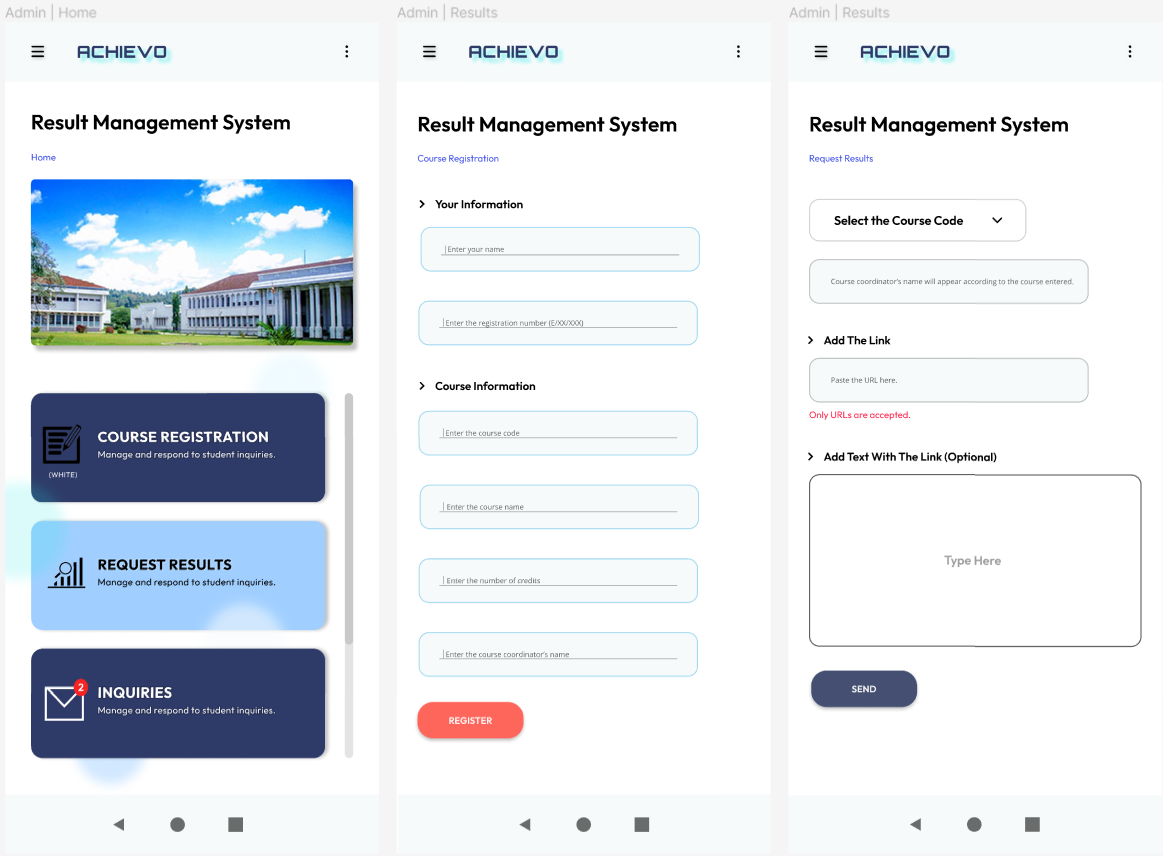 Admin | Home
ACHIEVO
Result Management System
Home
COURSE REGISTRATION
Manage and respond to student inquiries.
(WHITE)
REQUEST RESULTS
Manage and respond to student inquiries.
2
INQUIRIES
Manage and respond to student inquiries.
Admin | Results
ACHIEVO
Result Management System
Course Registration
Your Information
Enter your name
Enter the registration number (E/XX/XXX)
Course Information
Enter the course code
Enter the course name
Enter the number of credits
Enter the course coordinator's name
REGISTER
Admin | Results
ACHIEVO
Result Management System
Request Results
Select the Course Code
Course coordinator's name will appear according to the course entered.
Add The Link
Paste the URL here.
Only URLs are accepted.
Add Text With The Link (Optional)
Type Here
SEND